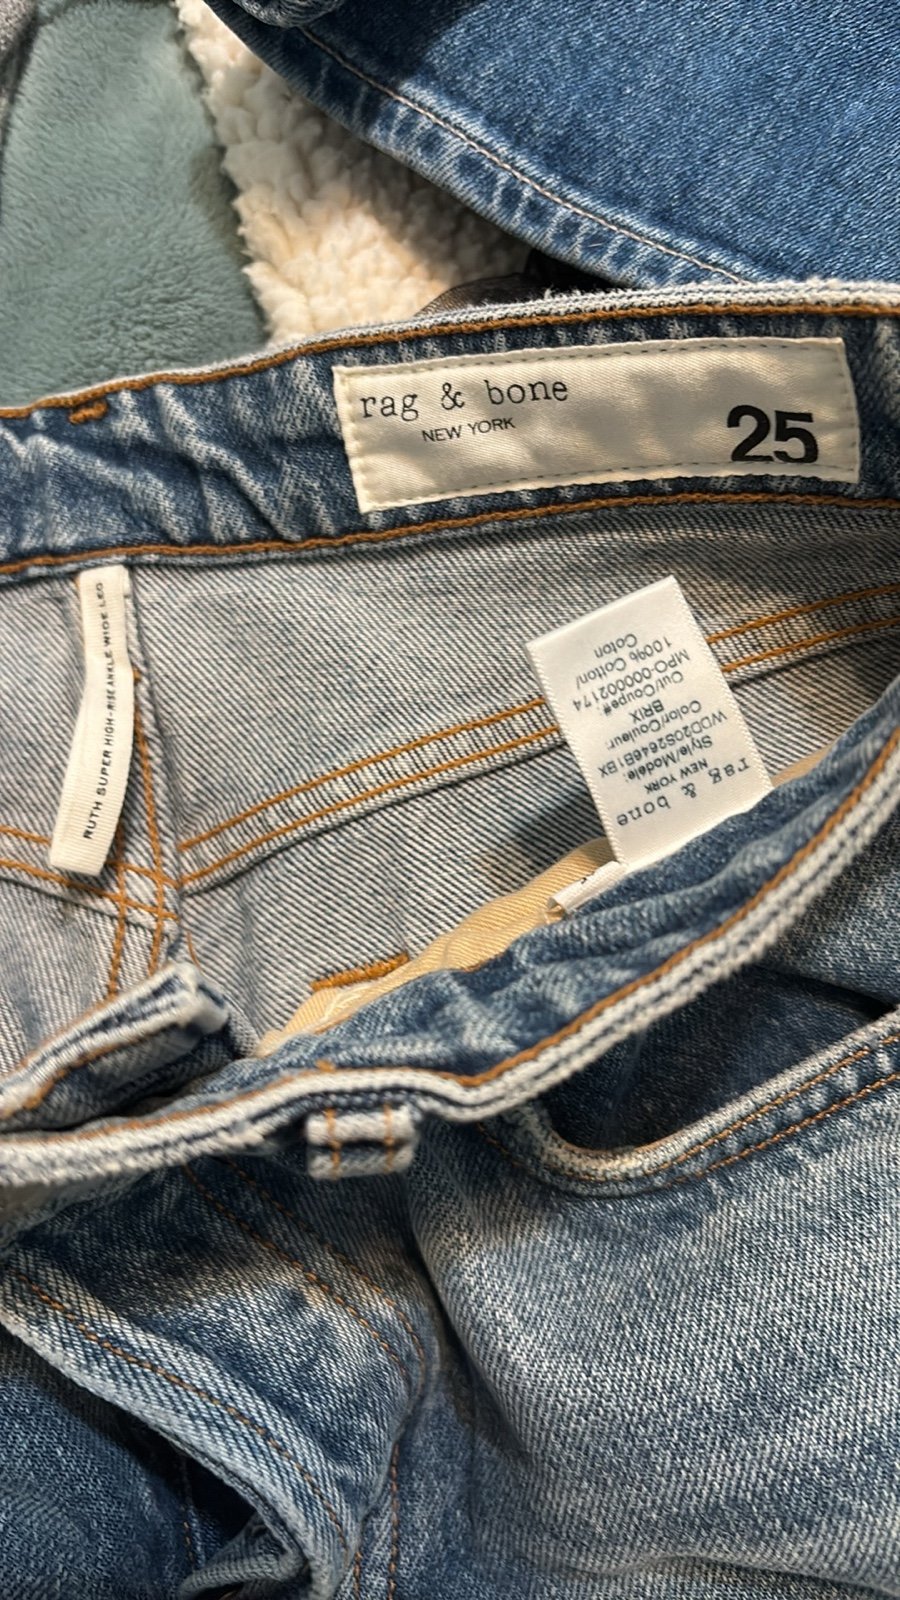 rag & bone
NEW YORK
25
RUTH SUPER HIGH-RISE ANKLE WIDE LEG
rag & bone
NEW YORK
Style/Modèle:
WDD20S2646B1BX
Color/Couleur:
BRIX
Cut/Coupe#
MPO-000002174
100% Cotton/
Coton